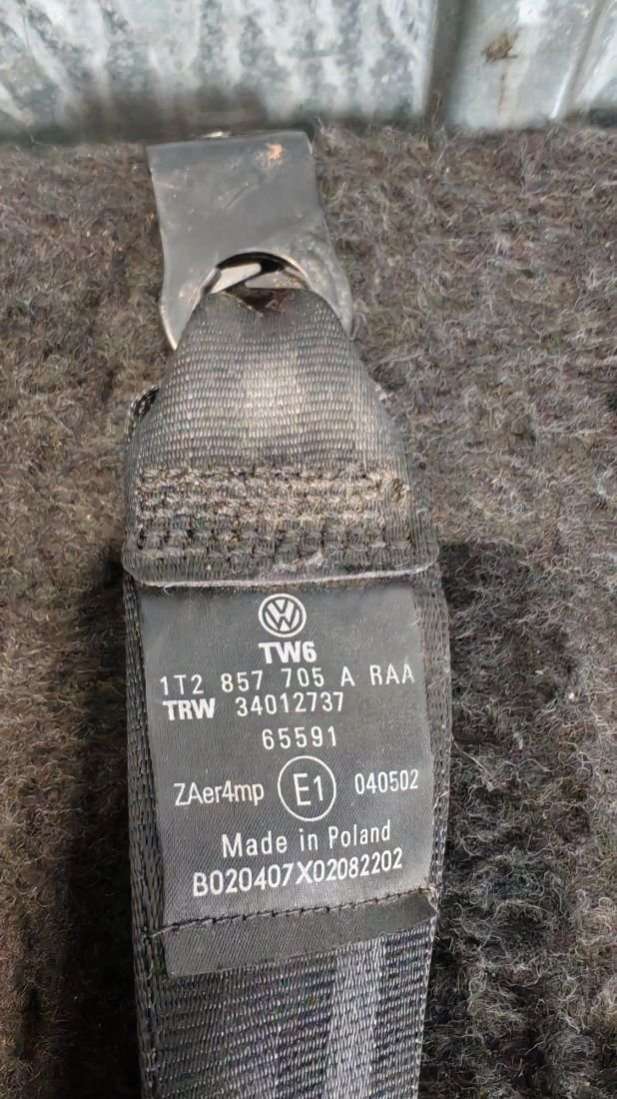 TW6
1T2 857 705 A RAA
TRW 34012737
65591
ZAer4mp E1 040502
Made in Poland
B020407X02082202